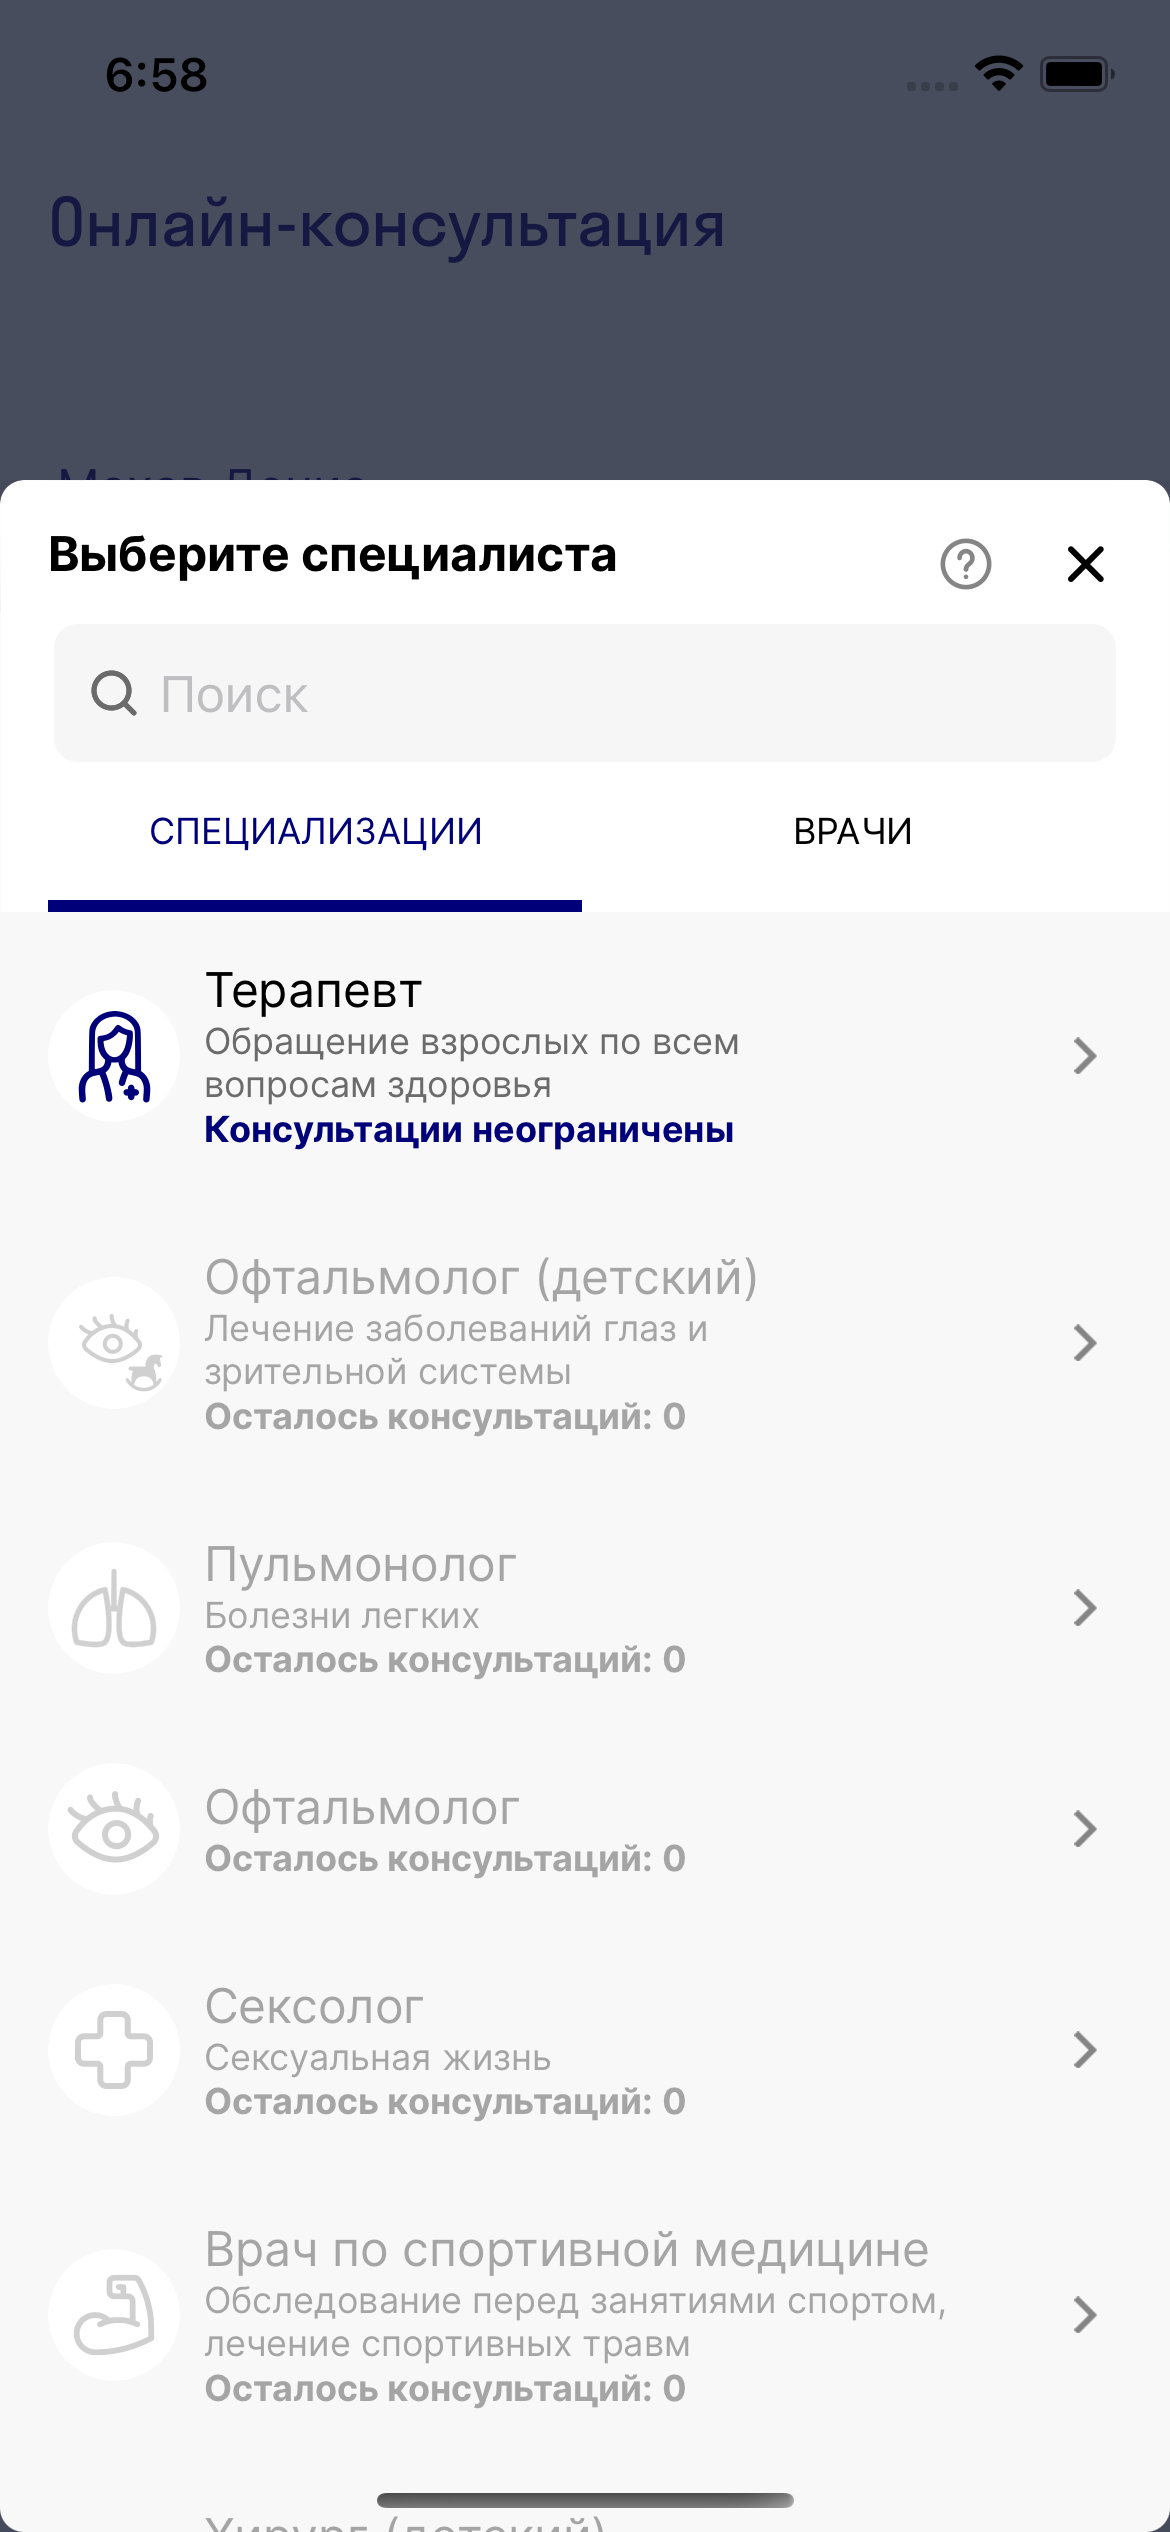 6:58
Онлайн-консультация
Выберите специалиста
Поиск
СПЕЦИАЛИЗАЦИИ
ВРАЧИ
Терапевт
Обращение взрослых по всем
вопросам здоровья
Консультации неограничены
Офтальмолог (детский)
Лечение заболеваний глаз и
зрительной системы
Осталось консультаций: 0
Пульмонолог
Болезни легких
Осталось консультаций: 0
Офтальмолог
Осталось консультаций: 0
Сексолог
Сексуальная жизнь
Осталось консультаций: 0
Врач по спортивной медицине
Обследование перед занятиями спортом,
лечение спортивных травм
Осталось консультаций: 0
Хирург (детский)